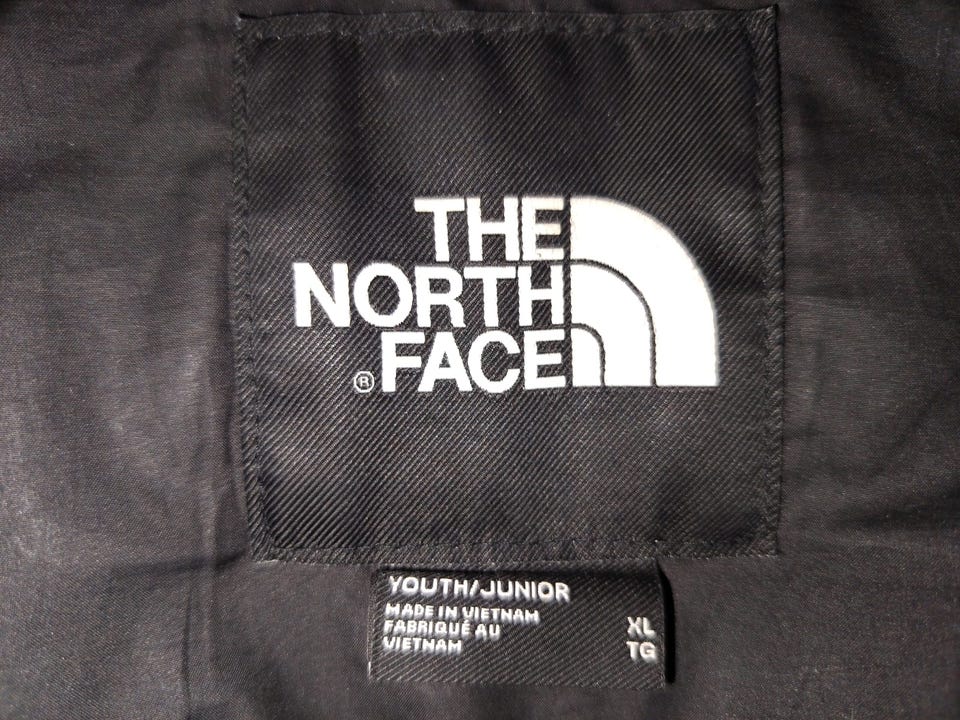 THE
NORTH
® FACE
YOUTH/JUNIOR
MADE IN VIETNAM
FABRIQUÉ AU
VIETNAM
XL
TG